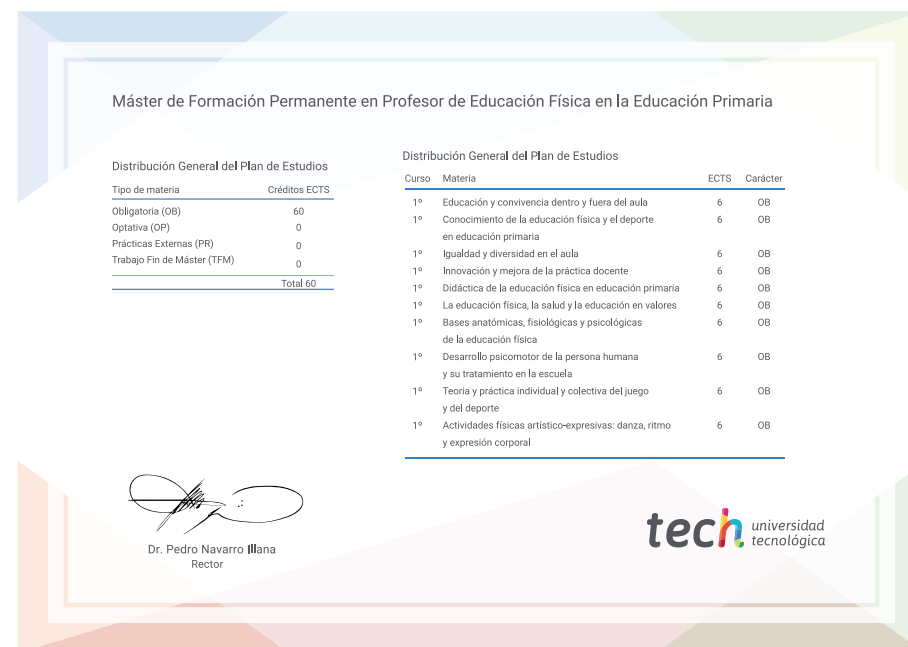 Máster de Formación Permanente en Profesor de Educación Física en la Educación Primaria
Distribución General del Plan de Estudios
Tipo de materia Créditos ECTS
Obligatoria (OB) 60
Optativa (OP) 0
Prácticas Externas (PR) 0
Trabajo Fin de Máster (TFM) 0
Total 60
Distribución General del Plan de Estudios
Curso Materia ECTS Carácter
1º Educación y convivencia dentro y fuera del aula 6 OB
1º Conocimiento de la educación física y el deporte 6 OB
en educación primaria
1º Igualdad y diversidad en el aula 6 OB
1º Innovación y mejora de la práctica docente 6 OB
1º Didáctica de la educación física en educación primaria 6 OB
1º La educación física, la salud y la educación en valores 6 OB
1º Bases anatómicas, fisiológicas y psicológicas 6 OB
de la educación física
1º Desarrollo psicomotor de la persona humana 6 OB
y su tratamiento en la escuela
1º Teoria y práctica individual y colectiva del juego 6 OB
y del deporte
1º Actividades físicas artístico-expresivas: danza, ritmo 6 OB
y expresión corporal
Dr. Pedro Navarro Illana
Rector
tech universidad
tecnológica